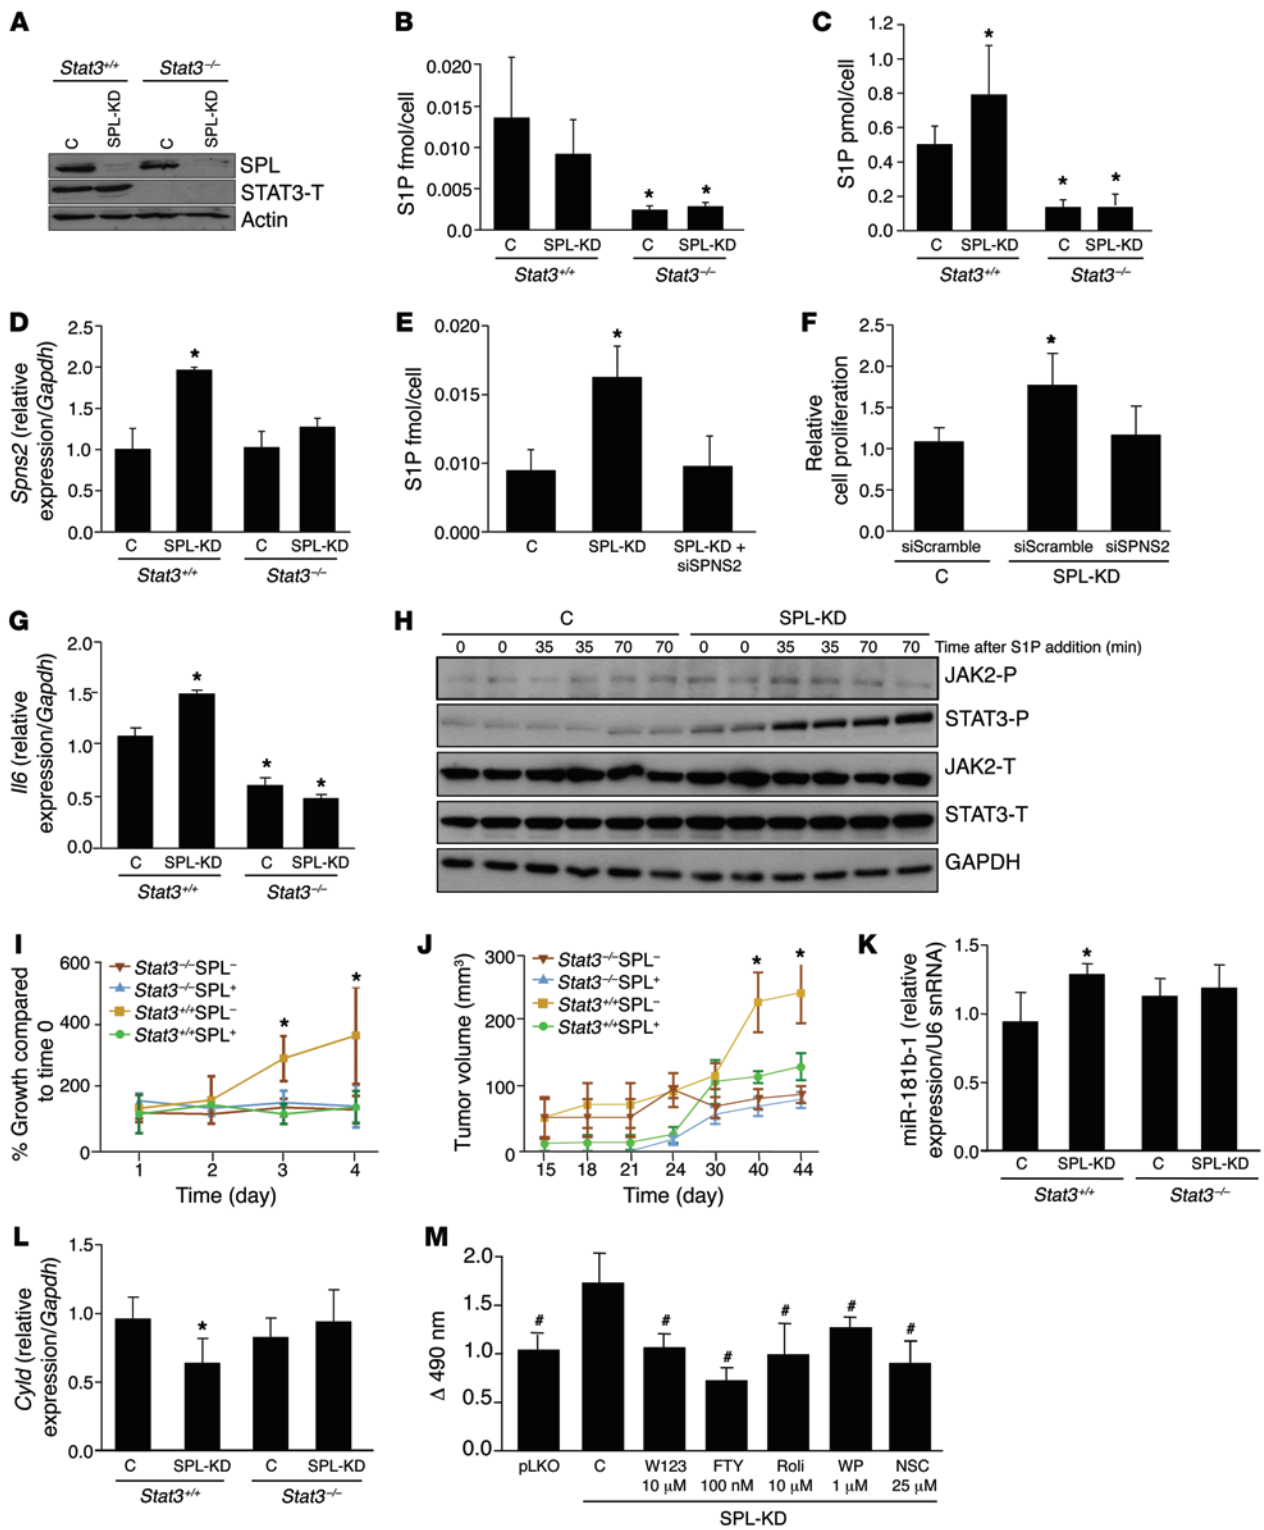 A
Stat3+/+ Stat3–/–
C SPL-KD C SPL-KD
SPL
STAT3-T
Actin
B
S1P fmol/cell
0.020
0.015
0.010
0.005
0.0
C SPL-KD C SPL-KD
Stat3+/+ Stat3–/–
* *
C
S1P pmol/cell
1.2
1.0
0.8
0.6
0.4
0.2
0.0
* * *
C SPL-KD C SPL-KD
Stat3+/+ Stat3–/–
D
Spns2 (relative
expression/Gapdh)
2.5
2.0
1.5
1.0
0.5
0.0
*
C SPL-KD C SPL-KD
Stat3+/+ Stat3–/–
E
S1P fmol/cell
0.020
0.015
0.010
0.000
*
C SPL-KD SPL-KD +
siSPNS2
F
Relative
cell proliferation
2.5
2.0
1.5
1.0
0.5
0.0
*
siScramble siScramble siSPNS2
C SPL-KD
G
Il6 (relative
expression/Gapdh)
2.0
1.5
1.0
0.5
0.0
* * *
C SPL-KD C SPL-KD
Stat3+/+ Stat3–/–
H
C SPL-KD
0 0 35 35 70 70 0 0 35 35 70 70 Time after S1P addition (min)
JAK2-P
STAT3-P
JAK2-T
STAT3-T
GAPDH
I
% Growth compared
to time 0
600
400
200
0
Stat3–/–SPL–
Stat3–/–SPL+
Stat3+/+SPL–
Stat3+/+SPL+
* *
1 2 3 4
Time (day)
J
Tumor volume (mm3)
300
200
100
0
Stat3–/–SPL–
Stat3–/–SPL+
Stat3+/+SPL–
Stat3+/+SPL+
* *
15 18 21 24 30 40 44
Time (day)
K
miR-181b-1 (relative
expression/U6 snRNA)
1.5
1.0
0.5
0.0
*
C SPL-KD C SPL-KD
Stat3+/+ Stat3–/–
L
Cyld (relative
expression/Gapdh)
1.5
1.0
0.5
0.0
*
C SPL-KD C SPL-KD
Stat3+/+ Stat3–/–
M
Δ 490 nm
2.0
1.5
1.0
0.5
0.0
# # # # # #
pLKO C W123 FTY Roli WP NSC
10 μM 100 nM 10 μM 1 μM 25 μM
SPL-KD